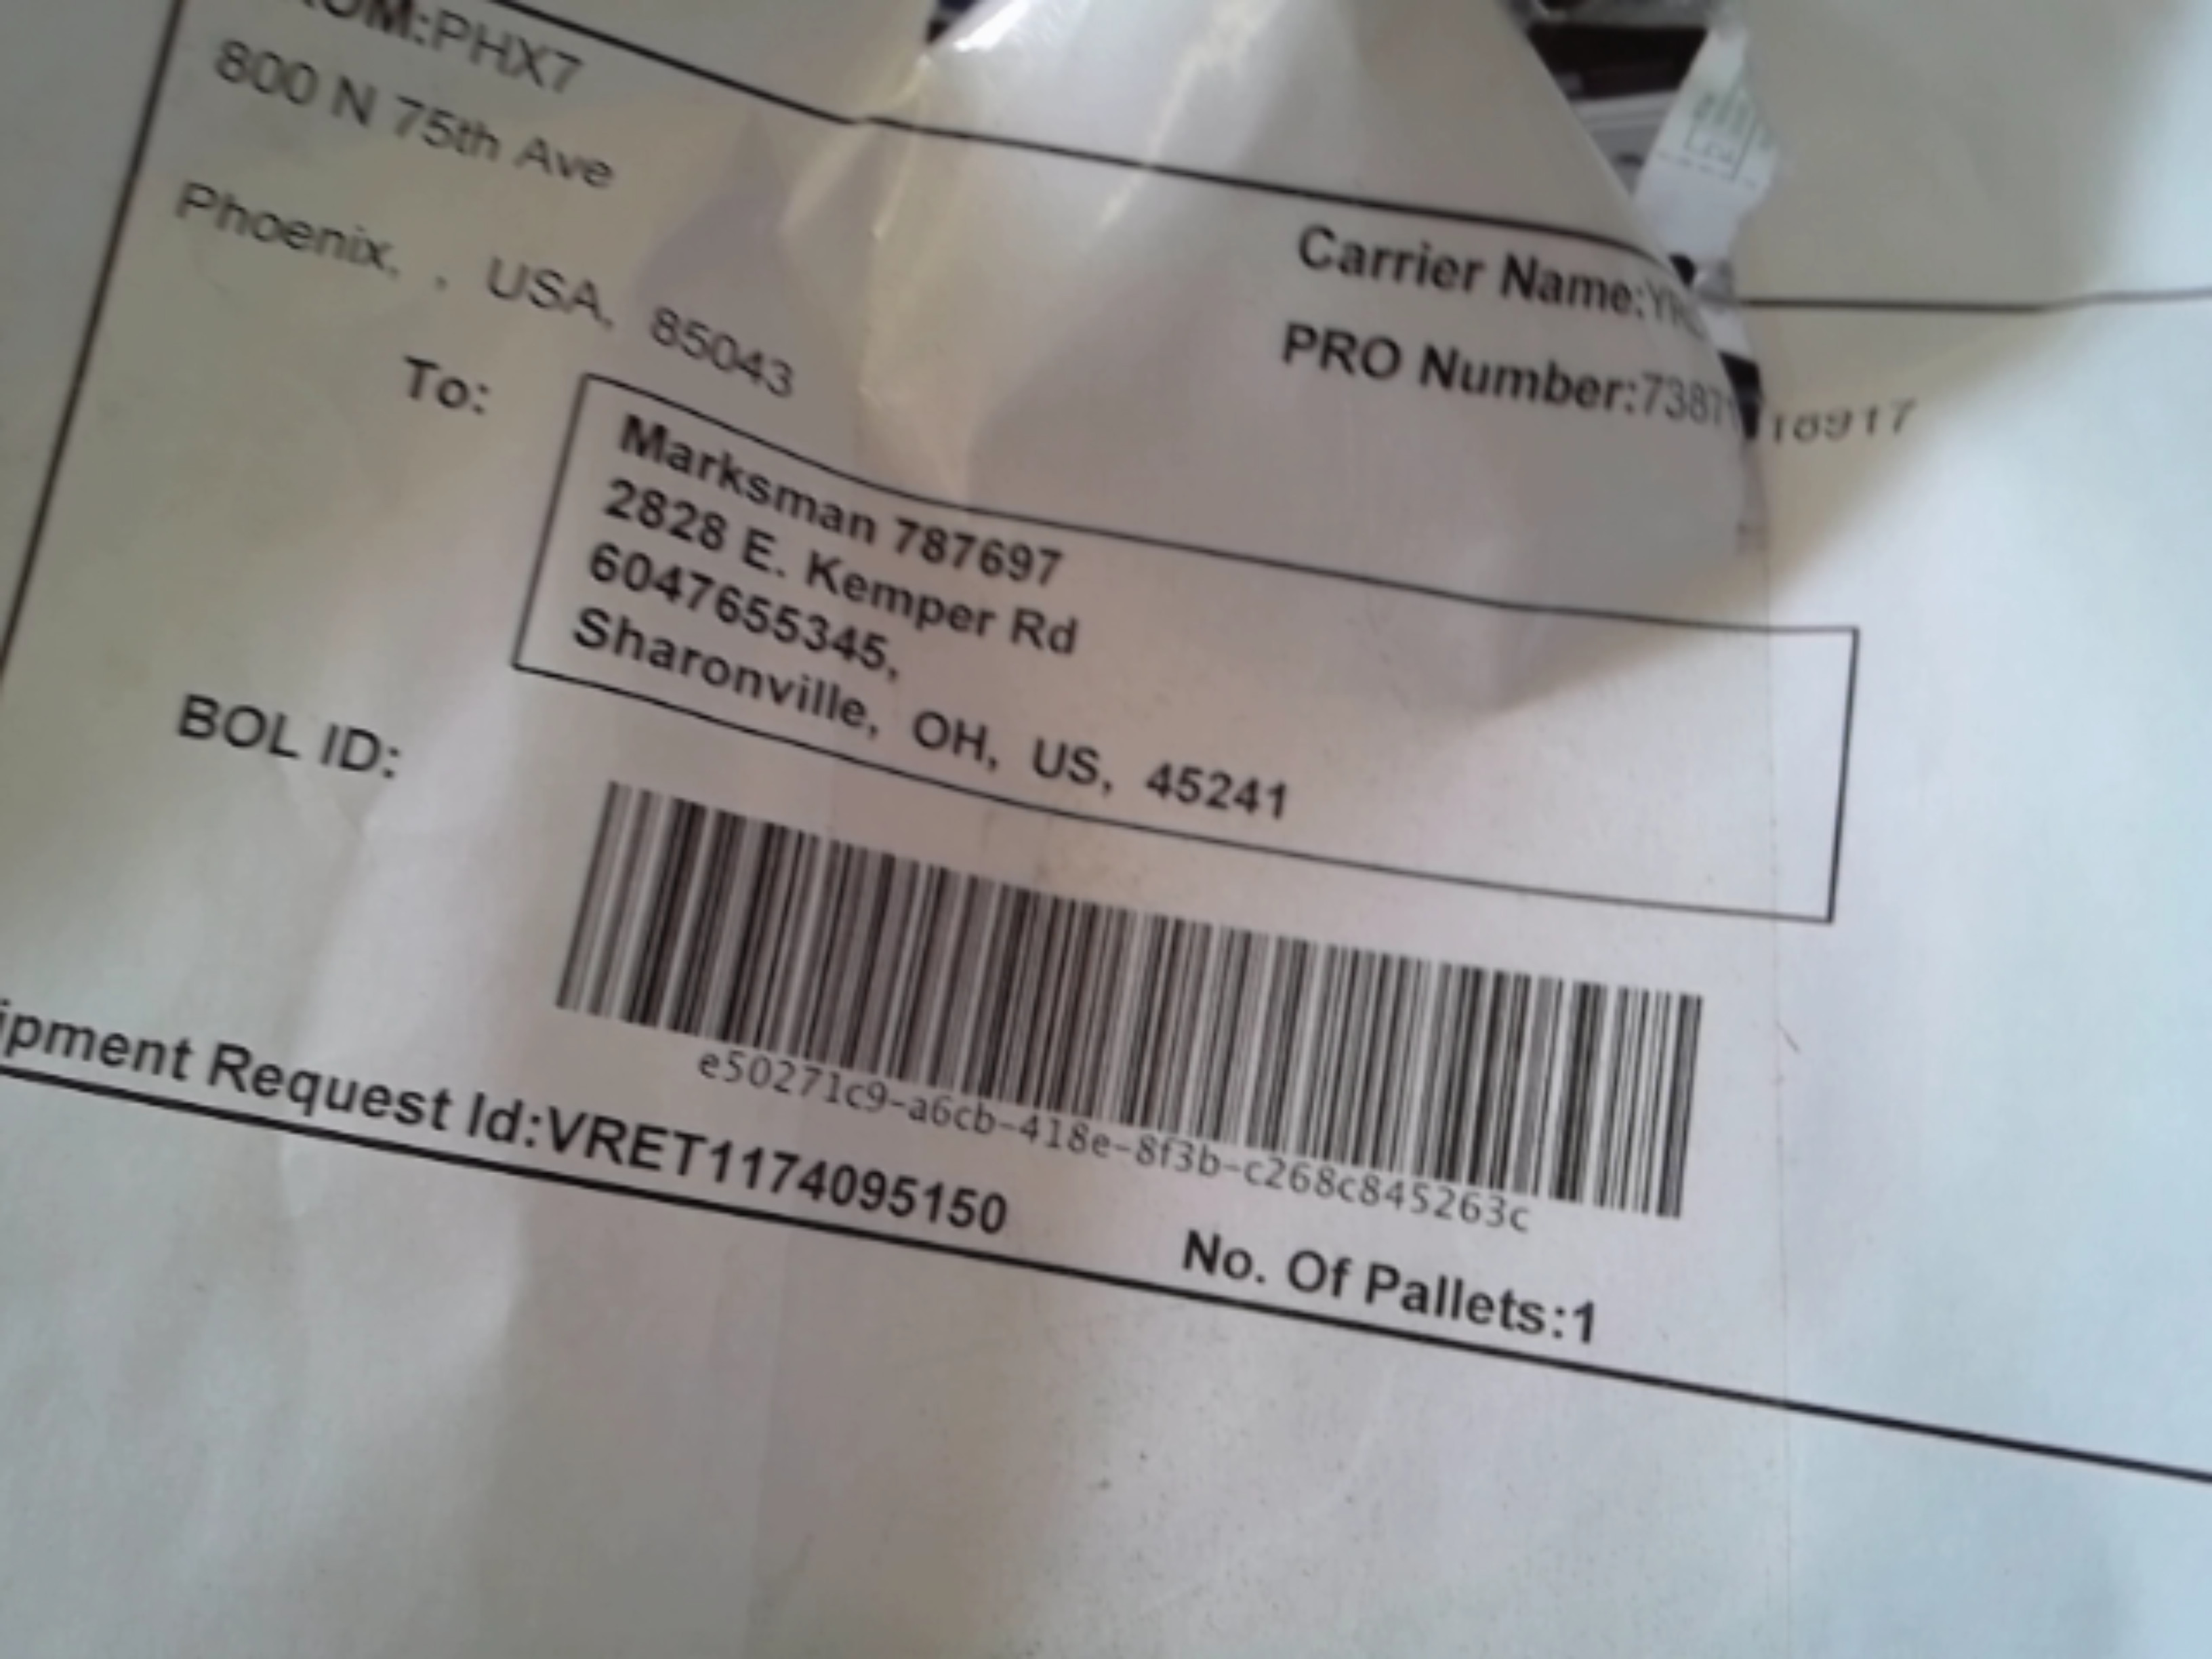 OM:PHX7
800 N 75th Ave
Phoenix, , USA, 85043
Carrier Name:
PRO Number:
To:
Marksman 787697
2828 E. Kemper Rd
6047655345,
Sharonville, OH, US, 45241
BOL ID:
e50271c9-a6cb-418e-8f3b-c268c845263c
ipment Request Id:VRET1174095150
No. Of Pallets:1